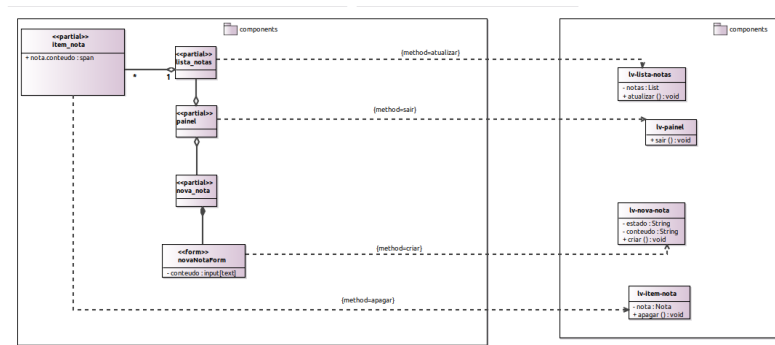 components
components
<<partial>>
item_nota
+ nota.conteudo : span
*
1
<<partial>>
lista_notas
{method=atualizar}
lv-lista-notas
- notas : List
+ atualizar () : void
<<partial>>
painel
{method=sair}
lv-painel
+ sair () : void
<<partial>>
nova_nota
lv-nova-nota
- estado : String
- conteudo : String
+ criar () : void
<<form>>
novaNotaForm
- conteudo : input[text]
{method=criar}
{method=apagar}
lv-item-nota
- nota : Nota
+ apagar () : void